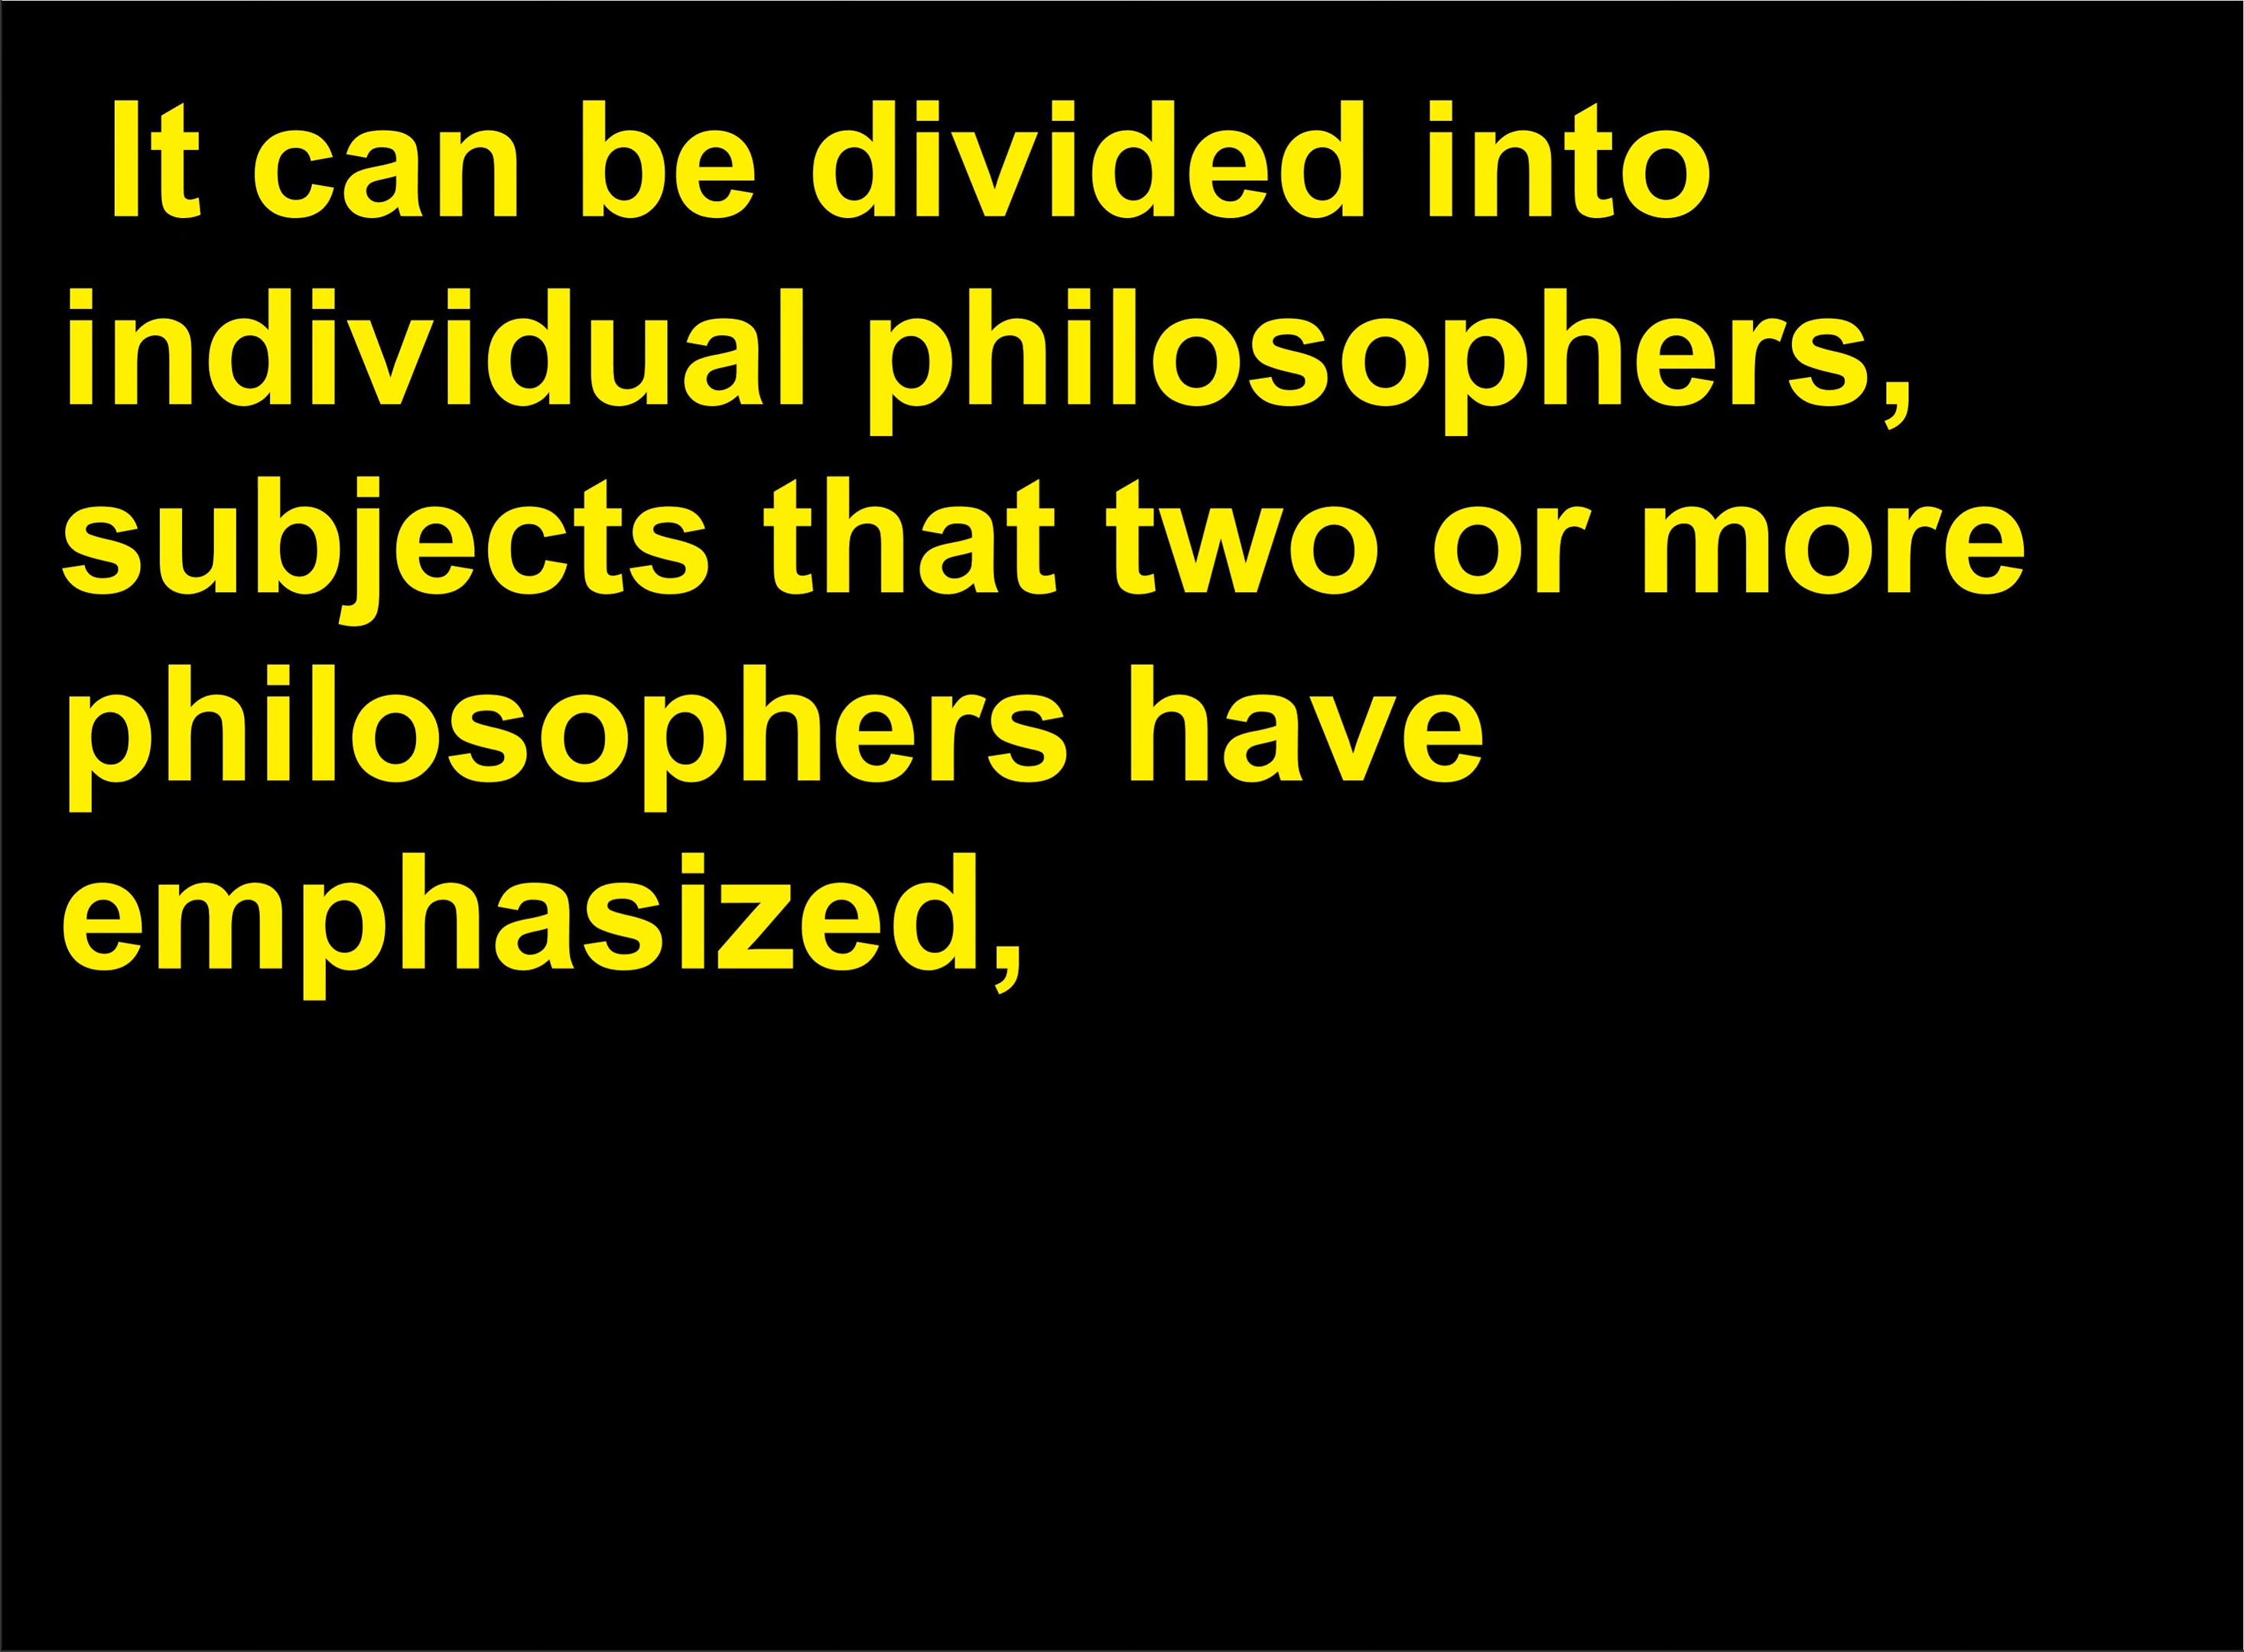 It can be divided into
individual philosophers,
subjects that two or more
philosophers have
emphasized,